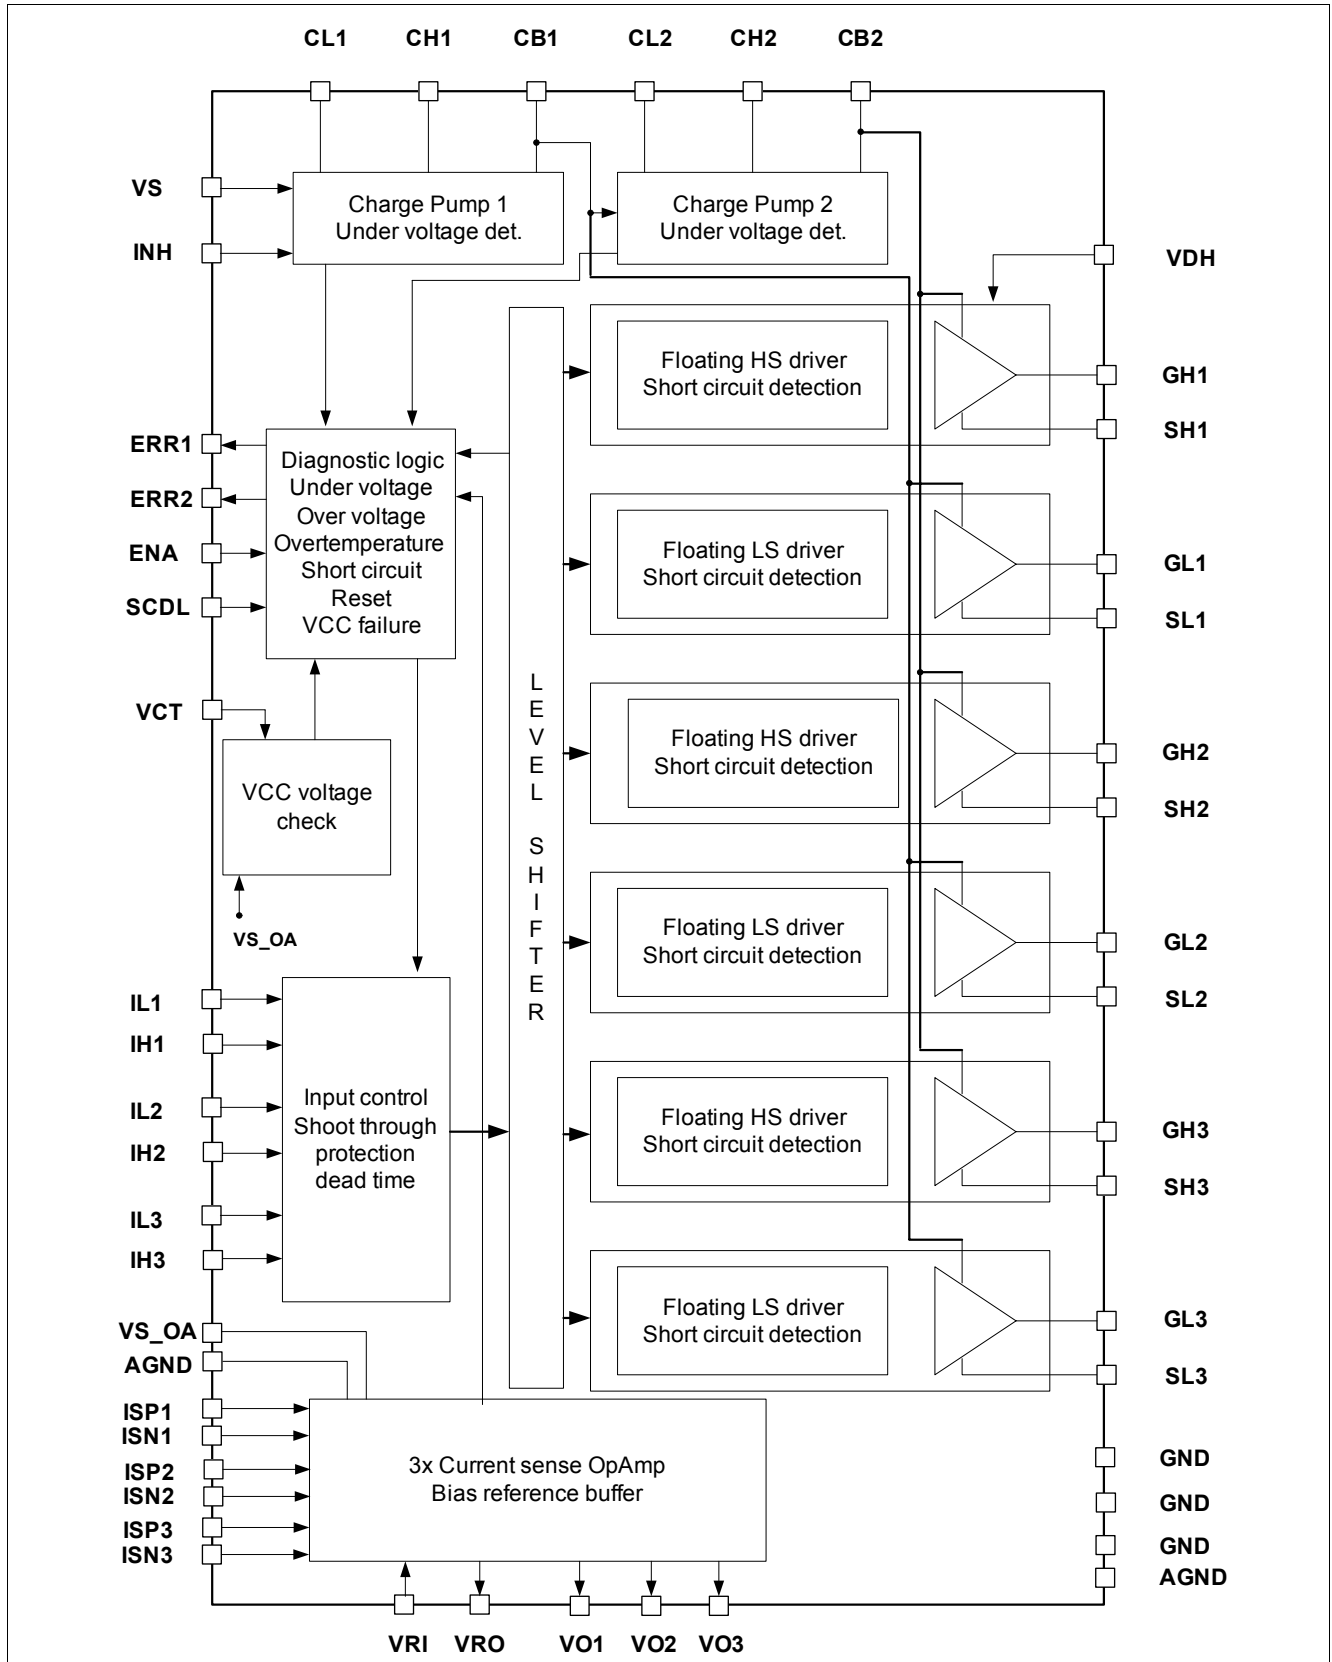 CL1 CH1 CB1 CL2 CH2 CB2
VS
INH
Charge Pump 1
Under voltage det.
Charge Pump 2
Under voltage det.
VDH
Floating HS driver
Short circuit detection
GH1
SH1
ERR1
ERR2
ENA
SCDL
Diagnostic logic
Under voltage
Over voltage
Overtemperature
Short circuit
Reset
VCC failure
Floating LS driver
Short circuit detection
GL1
SL1
VCT
VCC voltage
check
VS_OA
LEVEL SHIFTER
Floating HS driver
Short circuit detection
GH2
SH2
Floating LS driver
Short circuit detection
GL2
SL2
IL1
IH1
IL2
IH2
IL3
IH3
Input control
Shoot through
protection
dead time
Floating HS driver
Short circuit detection
GH3
SH3
Floating LS driver
Short circuit detection
GL3
SL3
VS_OA
AGND
ISP1
ISN1
ISP2
ISN2
ISP3
ISN3
3x Current sense OpAmp
Bias reference buffer
GND
GND
GND
AGND
VRI VRO VO1 VO2 VO3